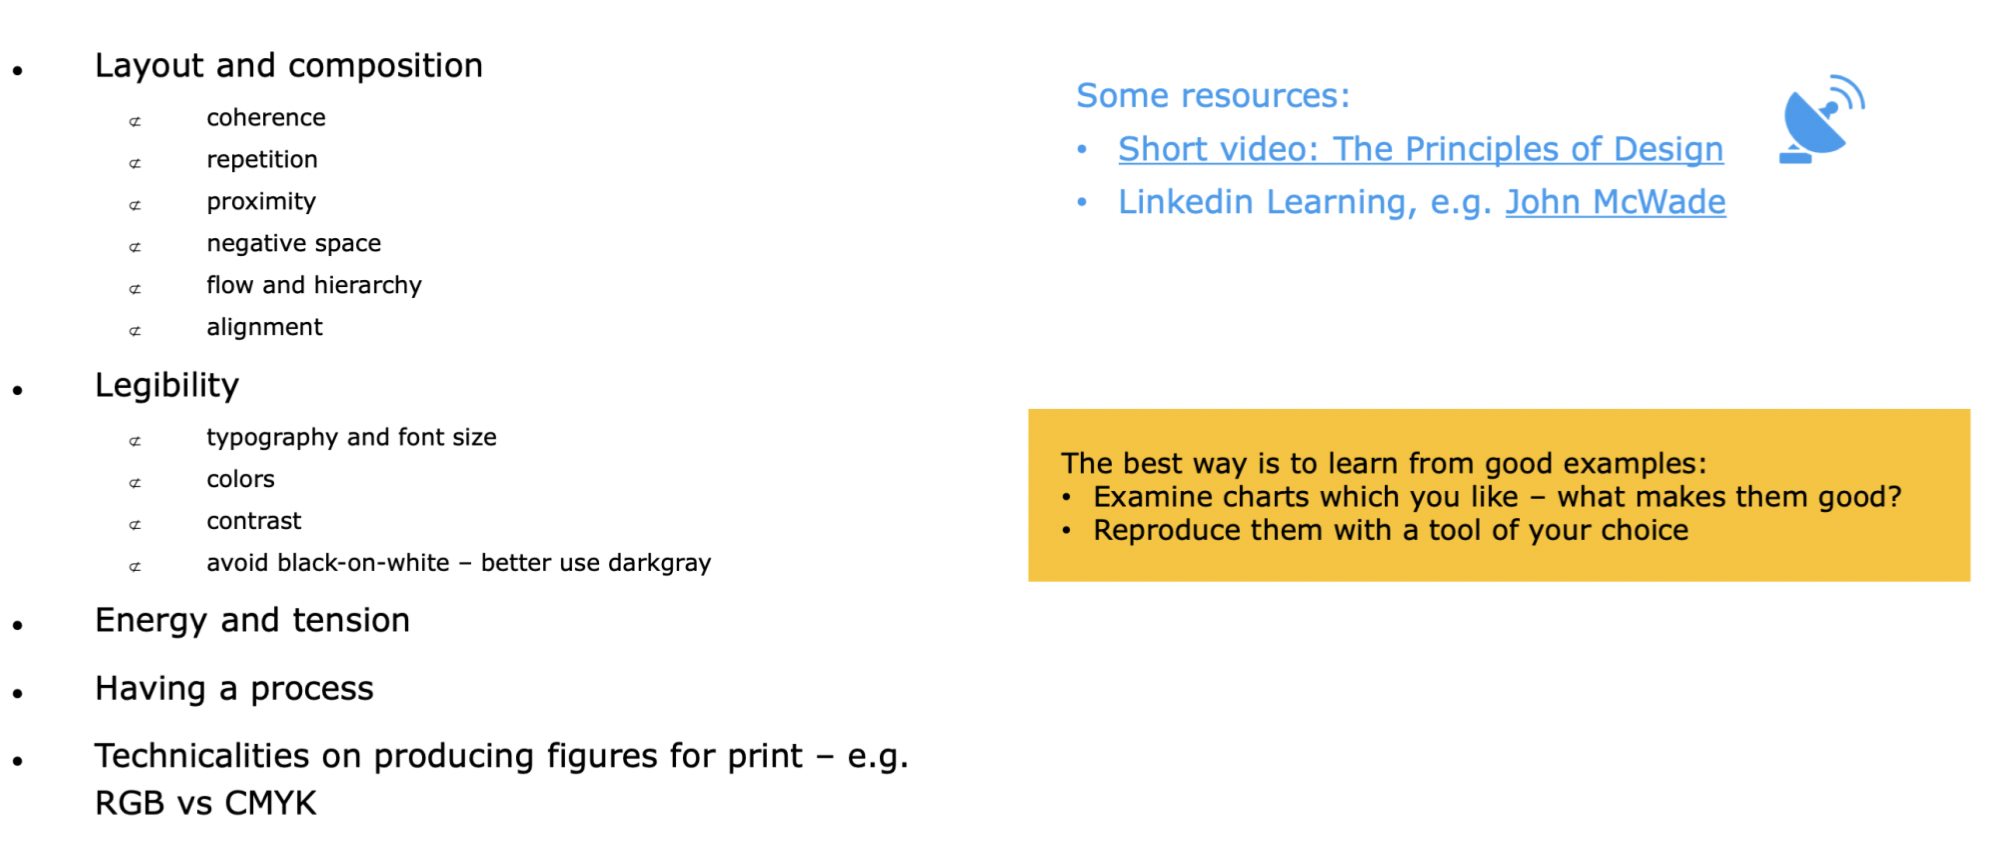 • Layout and composition
⊄ coherence
⊄ repetition
⊄ proximity
⊄ negative space
⊄ flow and hierarchy
⊄ alignment
• Legibility
⊄ typography and font size
⊄ colors
⊄ contrast
⊄ avoid black-on-white – better use darkgray
• Energy and tension
• Having a process
• Technicalities on producing figures for print – e.g.
RGB vs CMYK
Some resources:
• Short video: The Principles of Design
• Linkedin Learning, e.g. John McWade
The best way is to learn from good examples:
• Examine charts which you like – what makes them good?
• Reproduce them with a tool of your choice